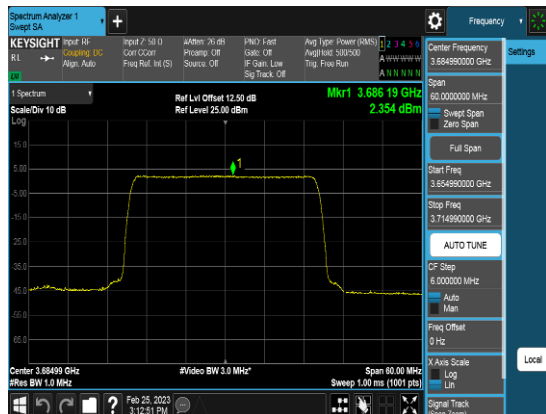 Spectrum Analyzer 1
Swept SA
+
Frequency
KEYSIGHT
Input: RF
Coupling: DC
Align: Auto
Input Z: 50 Ω
Corr CCorr
Freq Ref: Int (S)
#Atten: 26 dB
Preamp: Off
Source: Off
PNO: Fast
Gate: Off
IF Gain: Low
Sig Track: Off
Avg Type: Power (RMS)
Avg|Hold: 500/500
Trig: Free Run
1 2 3 4 5 6
A W W W W W
A N N N N N
RL
LV
1 Spectrum
Scale/Div 10 dB
Log
Ref Lvl Offset 12.50 dB
Ref Level 25.00 dBm
Mkr1 3.686 19 GHz
2.354 dBm
15.0
5.00
-5.00
-15.0
-25.0
-35.0
-45.0
-55.0
-65.0
1
Center 3.68499 GHz
#Res BW 1.0 MHz
#Video BW 3.0 MHz*
Span 60.00 MHz
Sweep 1.00 ms (1001 pts)
Center Frequency
3.684990000 GHz
Span
60.0000000 MHz
Swept Span
Zero Span
Full Span
Start Freq
3.654990000 GHz
Stop Freq
3.714990000 GHz
AUTO TUNE
CF Step
6.000000 MHz
Auto
Man
Freq Offset
0 Hz
X Axis Scale
Log
Lin
Signal Track
(Span Zoom)
Settings
Local
?
Feb 25, 2023
3:12:51 PM